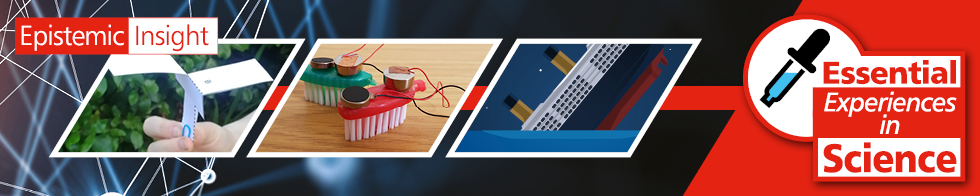 Epistemic Insight
Essential
Experiences
in
Science